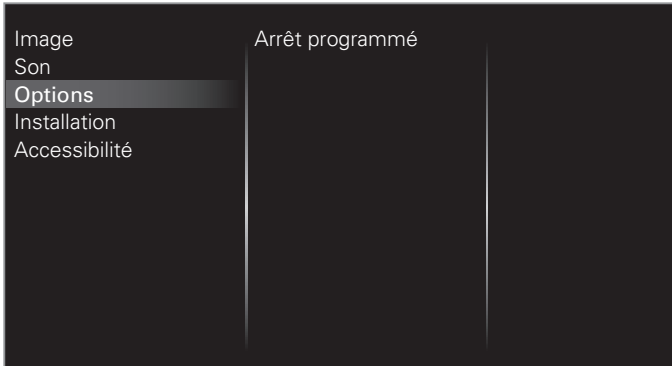 Image
Son
Options
Installation
Accessibilité
Arrêt programmé